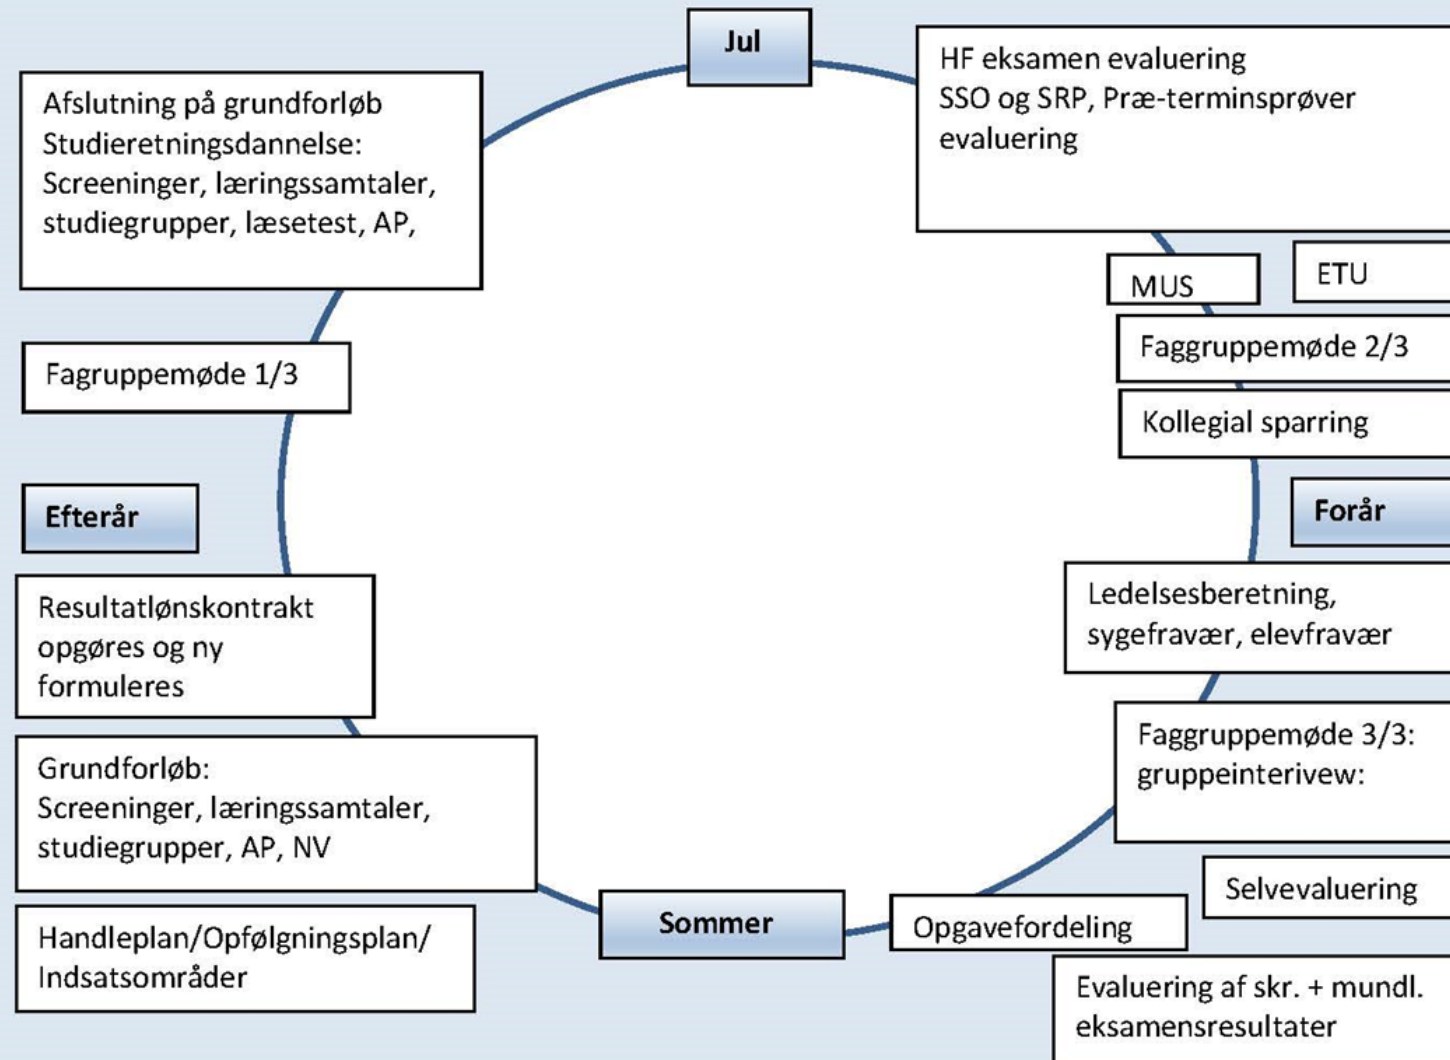 Jul
HF eksamen evaluering
SSO og SRP, Præ-terminsprøver
evaluering
MUS
ETU
Faggruppemøde 2/3
Kollegial sparring
Forår
Ledelsesberetning,
sygefravær, elevfravær
Faggruppemøde 3/3:
gruppeinterivew:
Selvevaluering
Opgavefordeling
Evaluering af skr. + mundl.
eksamensresultater
Sommer
Afslutning på grundforløb
Studieretningsdannelse:
Screeninger, læringssamtaler,
studiegrupper, læsetest, AP,
Fagruppemøde 1/3
Efterår
Resultatlønskontrakt
opgøres og ny
formuleres
Grundforløb:
Screeninger, læringssamtaler,
studiegrupper, AP, NV
Handleplan/Opfølgningsplan/
Indsatsområder